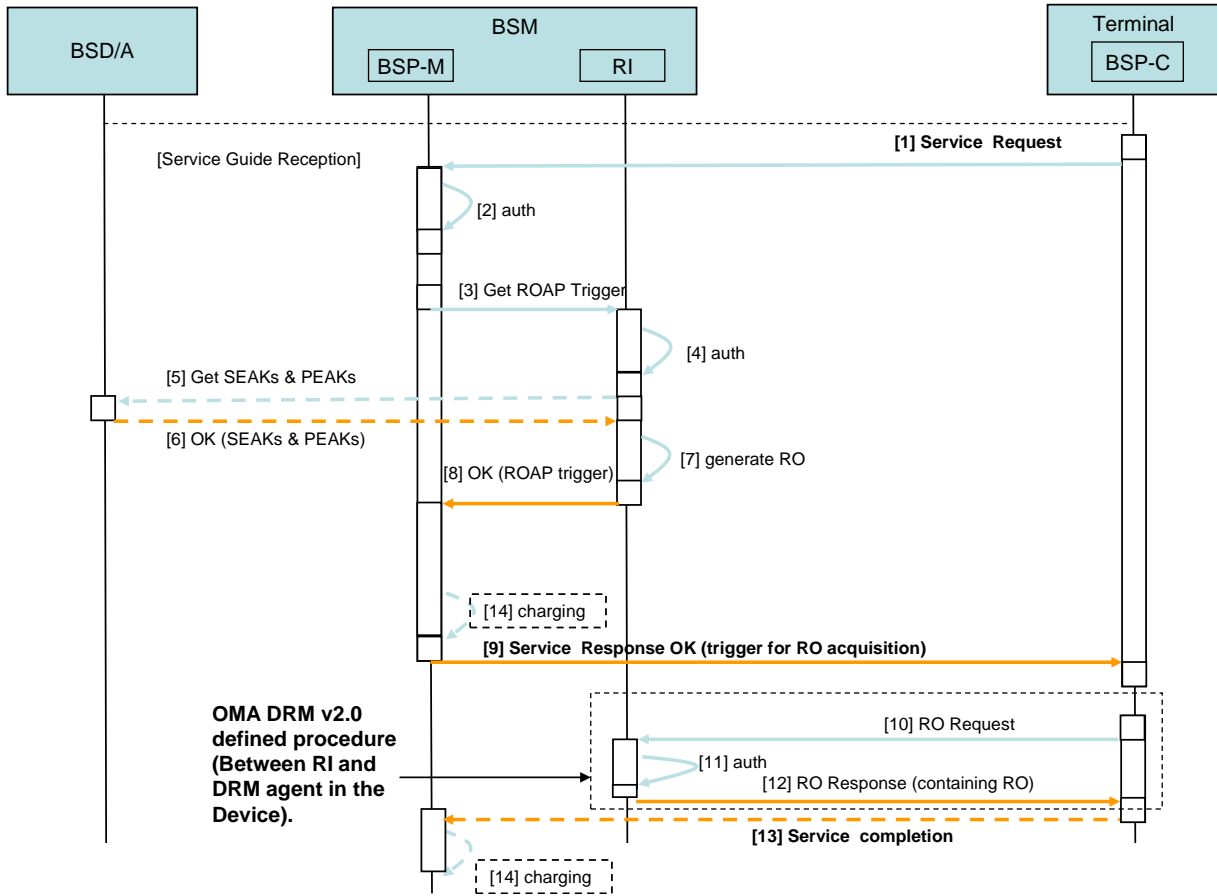 BSD/A
BSM
BSP-M
RI
Terminal
BSP-C
[1] Service Request
[Service Guide Reception]
[2] auth
[3] Get ROAP Trigger
[4] auth
[5] Get SEAKs & PEAKs
[6] OK (SEAKs & PEAKs)
[7] generate RO
[8] OK (ROAP trigger)
[14] charging
[9] Service Response OK (trigger for RO acquisition)
OMA DRM v2.0
defined procedure
(Between RI and
DRM agent in the
Device).
[10] RO Request
[11] auth
[12] RO Response (containing RO)
[13] Service completion
[14] charging